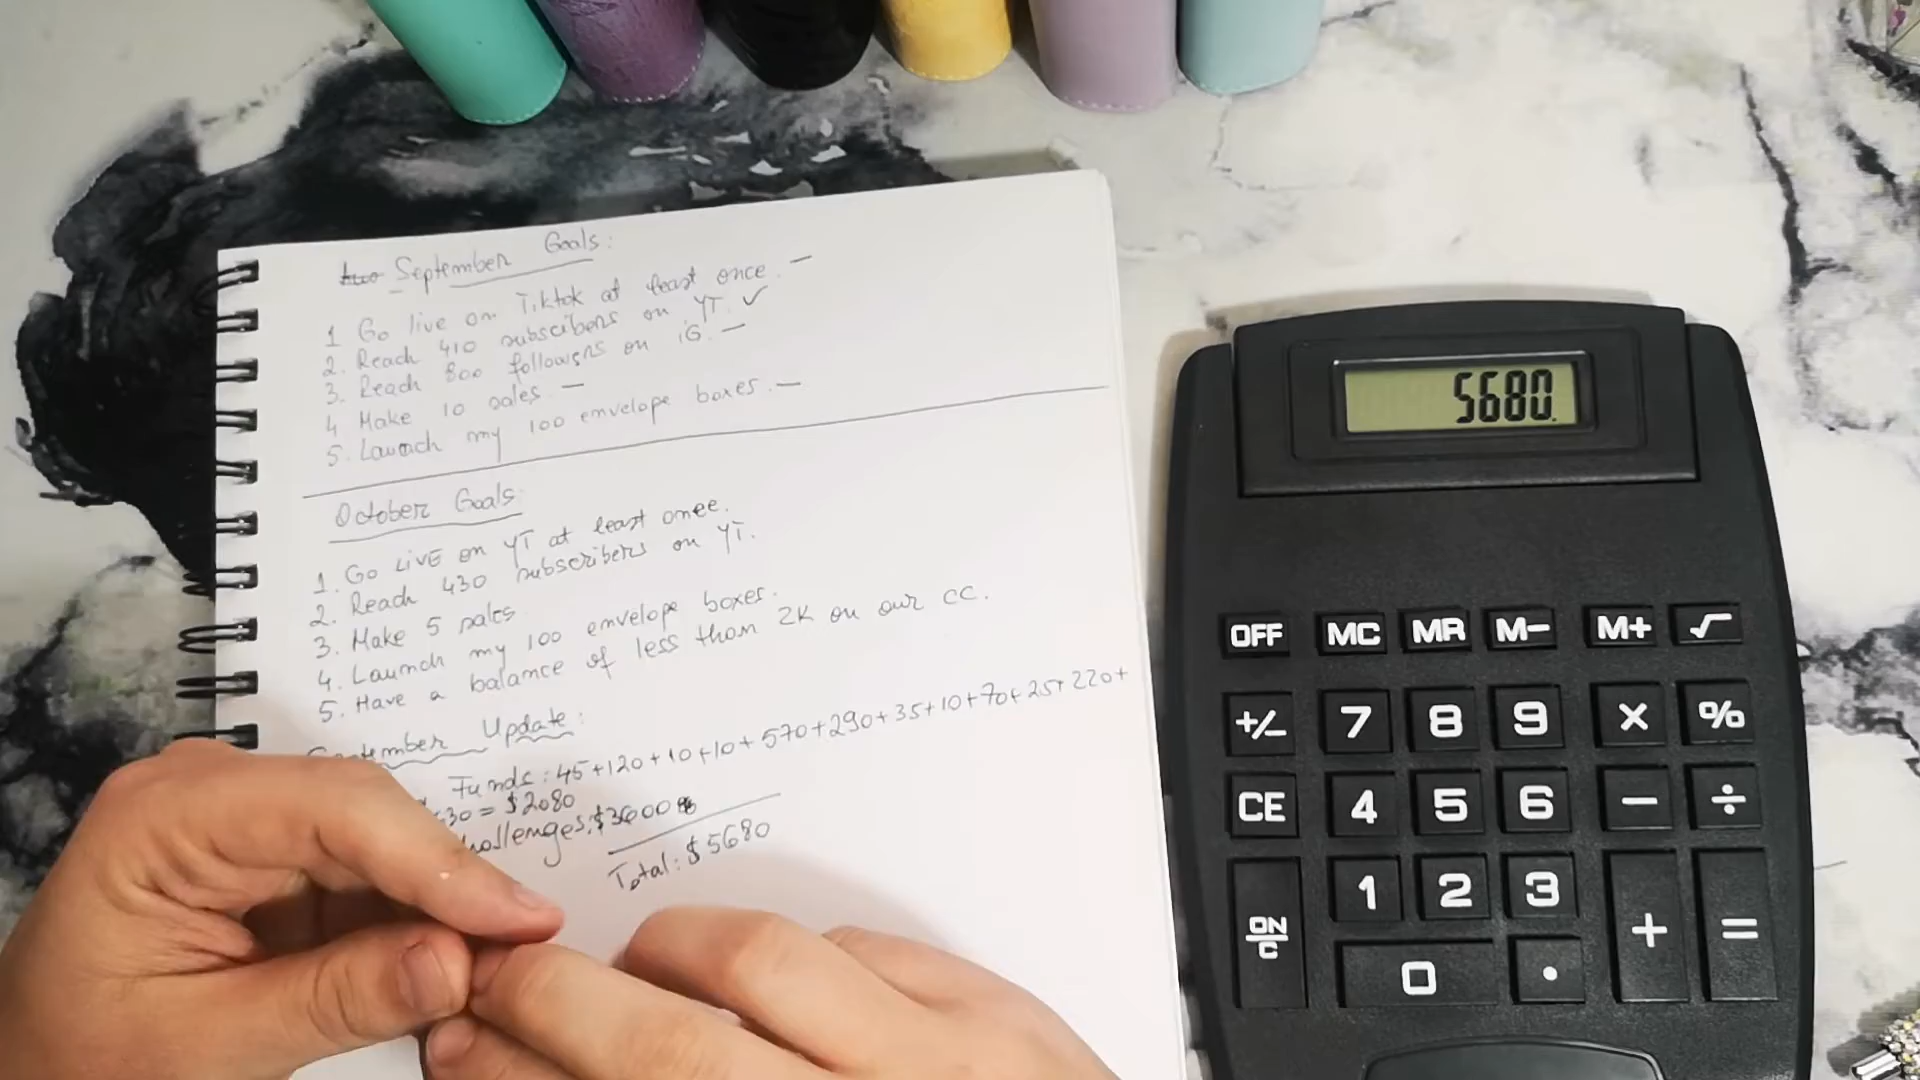 two September Goals:
1 Go live on Tiktok at least once. —
2. Reach 410 subscibers on YT. ✓
3. Reach 800 followers on iG. —
4 Make 10 sales. —
5. Launch my 100 envelope boxes. —
October Goals:
1. Go LIVE on YT at least once.
2. Reach 430 subscribers on YT.
3. Make 5 sales
4. Launch my 100 envelope boxes.
5. Have a balance of less than 2K on our CC.
September Update:
Funds: 45+120+10+10+570+290+35+10+70+25+220+
30 = $2080
hallenges: $3600
Total: $5680
5680.
OFF MC MR M- M+ √
+/- 7 8 9 × %
CE 4 5 6 − ÷
ON/C 1 2 3 + =
0 •